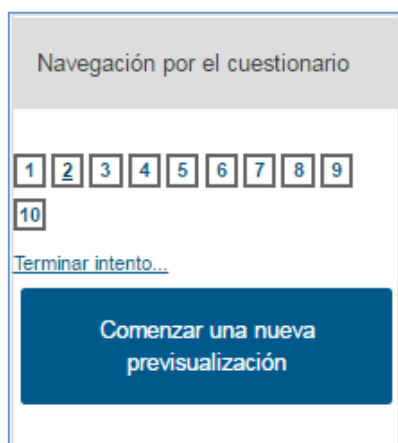 Navegación por el cuestionario
1 2 3 4 5 6 7 8 9
10
Terminar intento...
Comenzar una nueva
previsualización